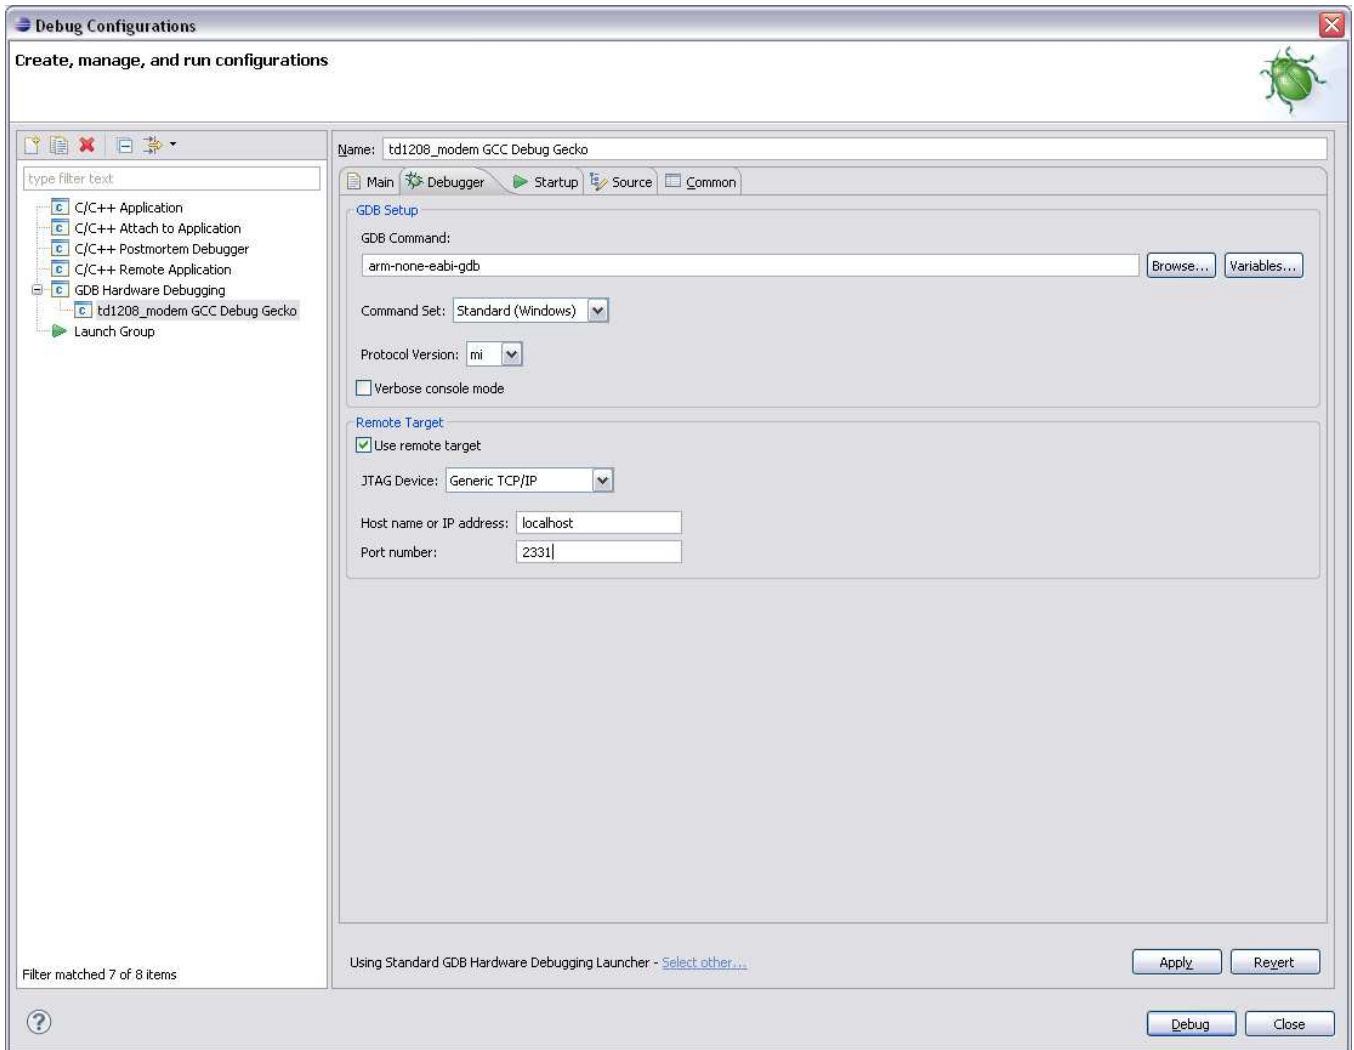 Debug Configurations
Create, manage, and run configurations
type filter text
C/C++ Application
C/C++ Attach to Application
C/C++ Postmortem Debugger
C/C++ Remote Application
GDB Hardware Debugging
td1208_modem GCC Debug Gecko
Launch Group
Filter matched 7 of 8 items
Name: td1208_modem GCC Debug Gecko
Main Debugger Startup Source Common
GDB Setup
GDB Command:
arm-none-eabi-gdb Browse... Variables...
Command Set: Standard (Windows)
Protocol Version: mi
Verbose console mode
Remote Target
Use remote target
JTAG Device: Generic TCP/IP
Host name or IP address: localhost
Port number: 2331
Using Standard GDB Hardware Debugging Launcher - Select other...
Apply Revert
? Debug Close